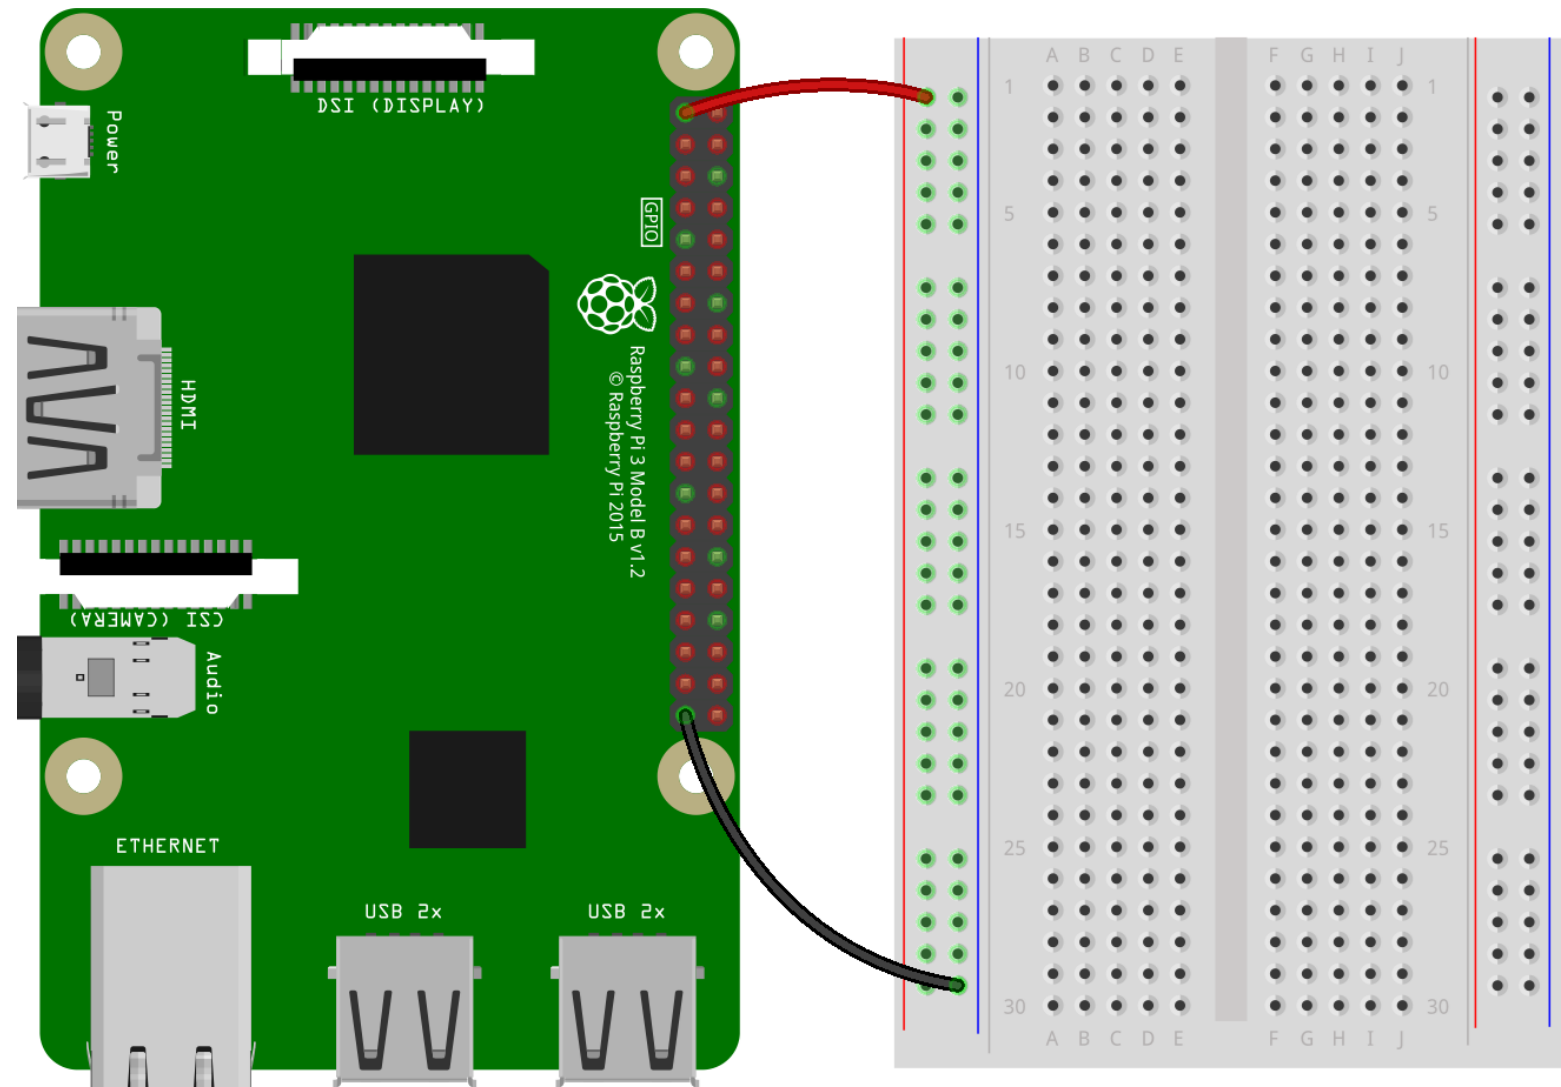 DSI (DISPLAY)
Power
GPIO
Raspberry Pi 3 Model B v1.2
© Raspberry Pi 2015
HDMI
CSI (CAMERA)
Audio
ETHERNET
USB 2x
USB 2x
A B C D E F G H I J
1 1
5 5
10 10
15 15
20 20
25 25
30 30
A B C D E F G H I J